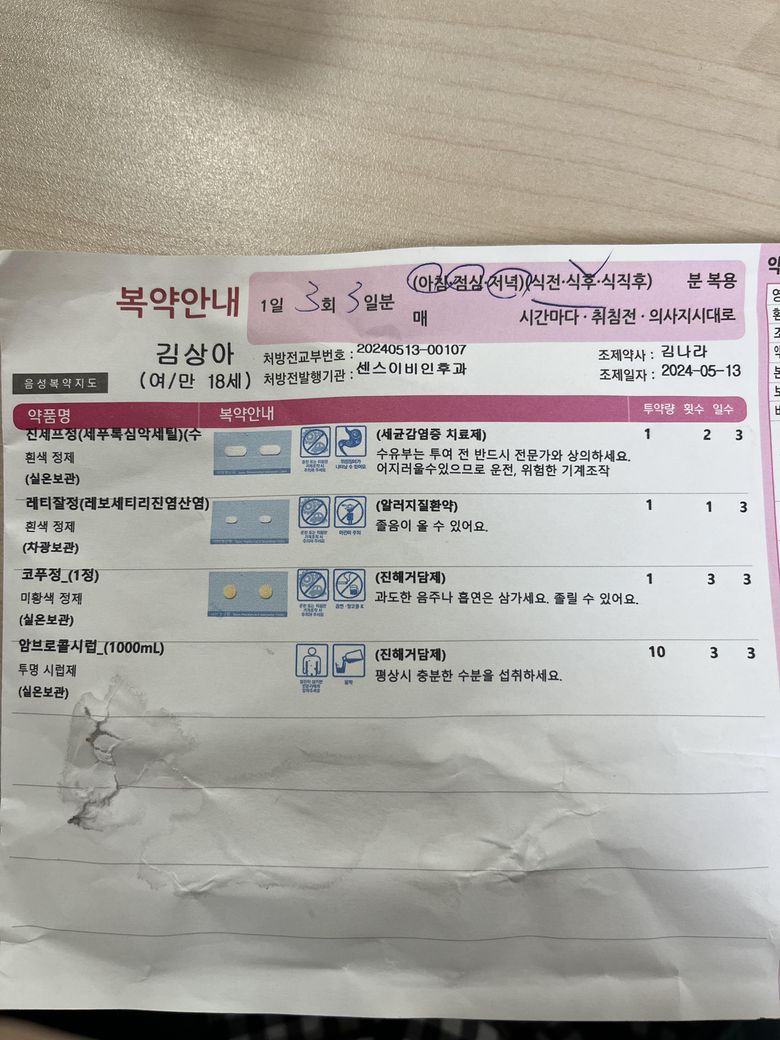 복약안내
1일 3회 3일분 (아침·점심·저녁)(식전·식후·식직후) 분 복용
매 시간마다·취침전·의사지시대로
음성복약지도
김상아
(여/만 18세)
처방전교부번호 : 20240513-00107
처방전발행기관 : 센스이비인후과
조제약사 : 김나라
조제일자 : 2024-05-13
약품명 복약안내 투약량 횟수 일수
진세프정(세푸록심악세틸)(수
흰색 정제
(실온보관)
(세균감염증 치료제)
수유부는 투여 전 반드시 전문가와 상의하세요.
어지러울수있으므로 운전, 위험한 기계조작
1 2 3
레티잘정(레보세티리진염산염)
흰색 정제
(차광보관)
(알러지질환약)
졸음이 올 수 있어요.
1 1 3
코푸정_(1정)
미황색 정제
(실온보관)
(진해거담제)
과도한 음주나 흡연은 삼가세요. 졸릴 수 있어요.
1 3 3
암브로콜시럽_(1000mL)
투명 시럽제
(실온보관)
(진해거담제)
평상시 충분한 수분을 섭취하세요.
10 3 3